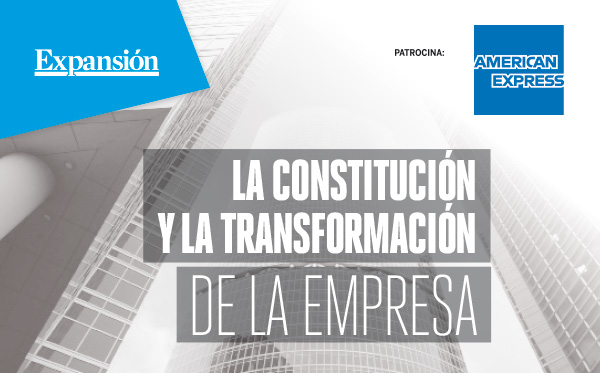 Expansión
PATROCINA:
AMERICAN
EXPRESS
LA CONSTITUCIÓN
Y LA TRANSFORMACIÓN
DE LA EMPRESA